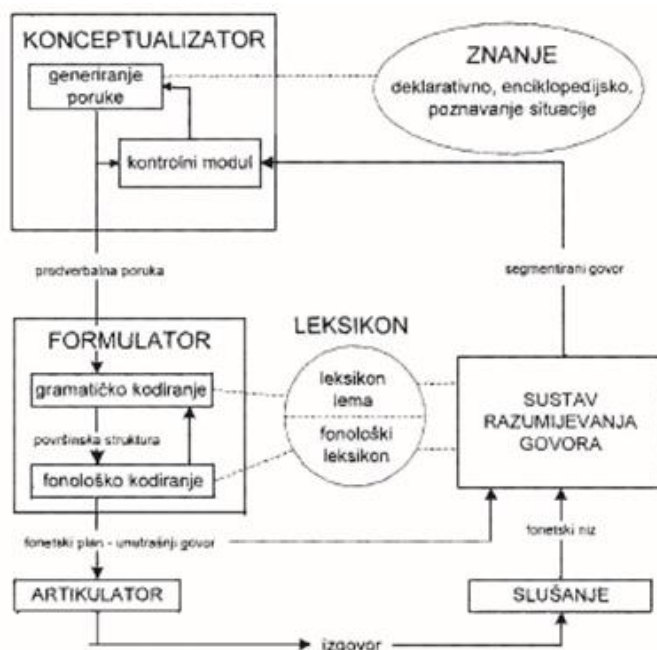 KONCEPTUALIZATOR
generiranje
poruke
kontrolni modul
ZNANJE
deklarativno, enciklopedijsko,
poznavanje situacije
predverbalna poruka
segmentirani govor
FORMULATOR
gramatičko kodiranje
površinska struktura
fonološko kodiranje
LEKSIKON
leksikon
lema
fonološki
leksikon
SUSTAV
RAZUMIJEVANJA
GOVORA
fonetski plan - unutrašnji govor
fonetski niz
ARTIKULATOR
SLUŠANJE
izgovor